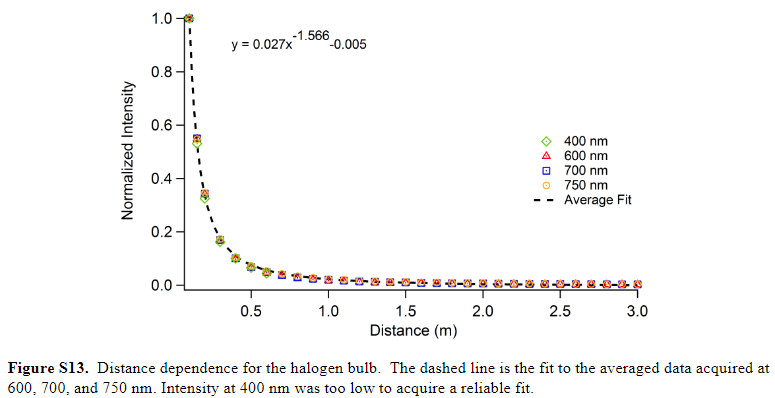 1.0
y = 0.027x^-1.566 -0.005
0.8
0.6
0.4
0.2
0.0
Normalized Intensity
400 nm
600 nm
700 nm
750 nm
Average Fit
0.5 1.0 1.5 2.0 2.5 3.0
Distance (m)
Figure S13. Distance dependence for the halogen bulb. The dashed line is the fit to the averaged data acquired at
600, 700, and 750 nm. Intensity at 400 nm was too low to acquire a reliable fit.